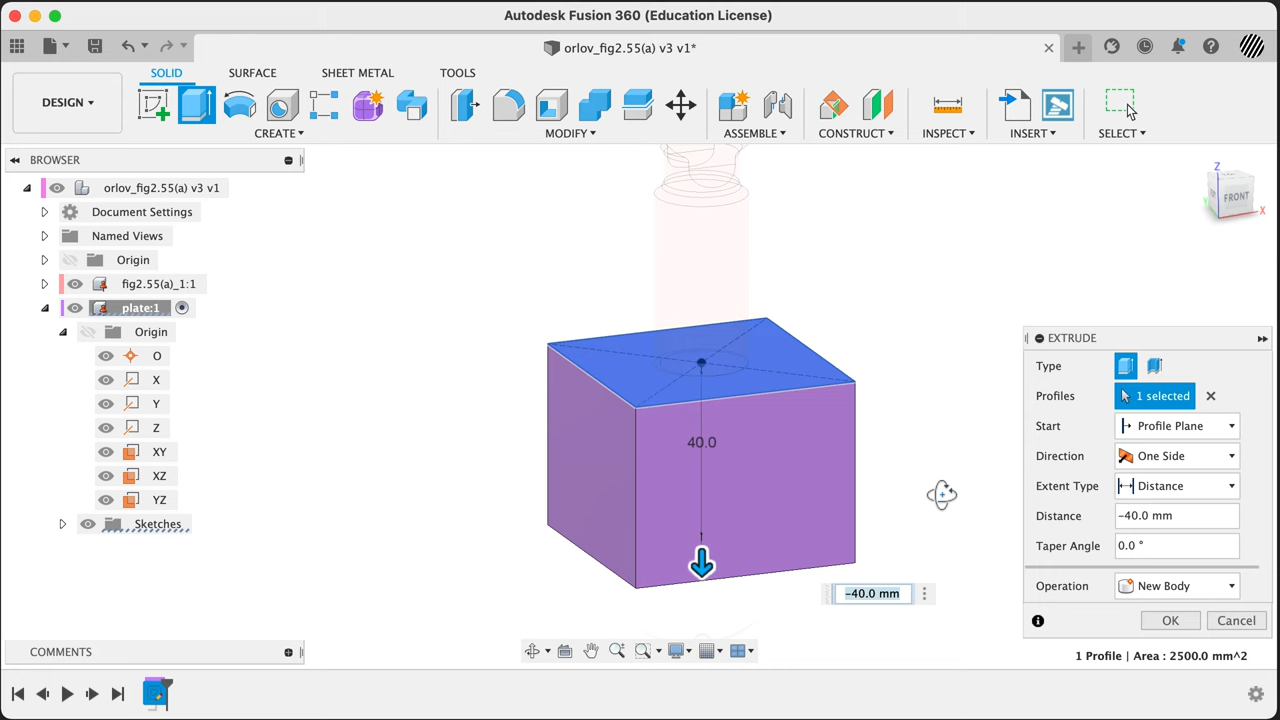 Autodesk Fusion 360 (Education License)
orlov_fig2.55(a) v3 v1*
SOLID SURFACE SHEET METAL TOOLS
DESIGN
CREATE MODIFY ASSEMBLE CONSTRUCT INSPECT INSERT SELECT
BROWSER
orlov_fig2.55(a) v3 v1
Document Settings
Named Views
Origin
fig2.55(a)_1:1
plate:1
Origin
O
X
Y
Z
XY
XZ
YZ
Sketches
Z
FRONT
X
40.0
-40.0 mm
EXTRUDE
Type
Profiles 1 selected
Start Profile Plane
Direction One Side
Extent Type Distance
Distance -40.0 mm
Taper Angle 0.0 °
Operation New Body
OK Cancel
1 Profile | Area : 2500.0 mm^2
COMMENTS